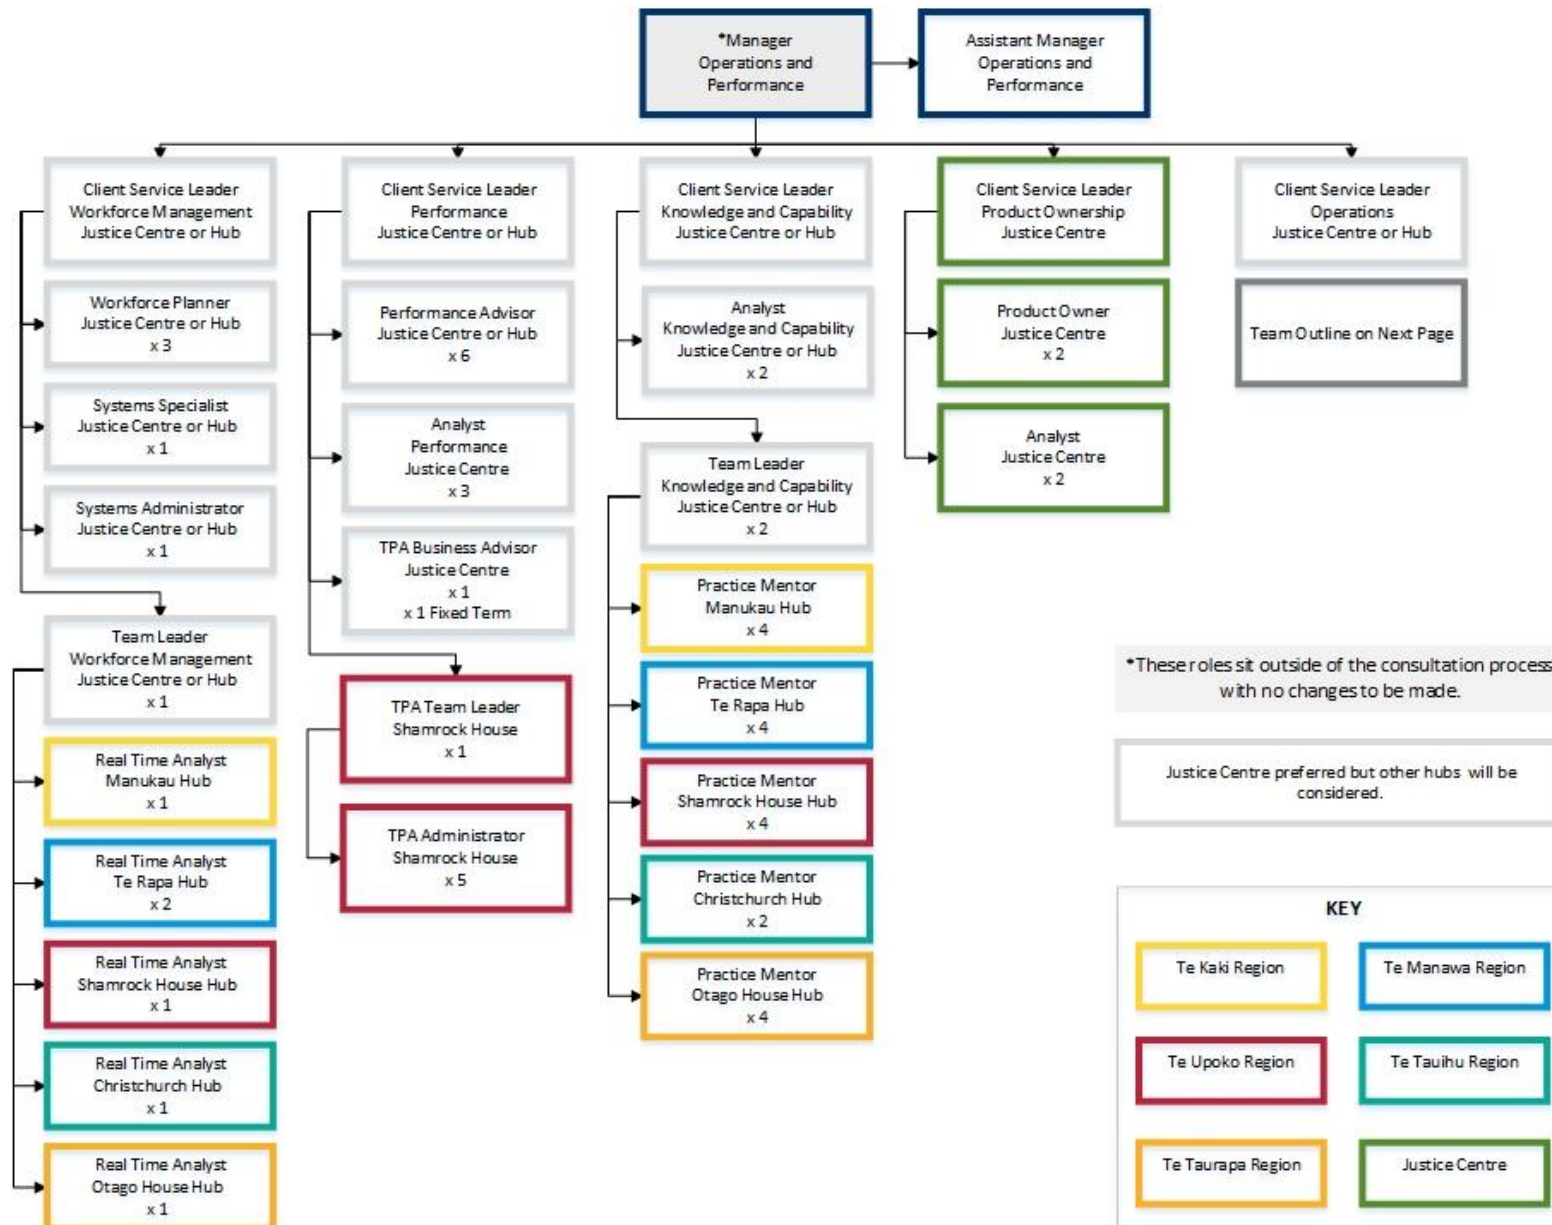 *Manager
Operations and
Performance
Assistant Manager
Operations and
Performance
Client Service Leader
Workforce Management
Justice Centre or Hub
Workforce Planner
Justice Centre or Hub
x 3
Systems Specialist
Justice Centre or Hub
x 1
Systems Administrator
Justice Centre or Hub
x 1
Team Leader
Workforce Management
Justice Centre or Hub
x 1
Real Time Analyst
Manukau Hub
x 1
Real Time Analyst
Te Rapa Hub
x 2
Real Time Analyst
Shamrock House Hub
x 1
Real Time Analyst
Christchurch Hub
x 1
Real Time Analyst
Otago House Hub
x 1
Client Service Leader
Performance
Justice Centre or Hub
Performance Advisor
Justice Centre or Hub
x 6
Analyst
Performance
Justice Centre
x 3
TPA Business Advisor
Justice Centre
x 1
x 1 Fixed Term
TPA Team Leader
Shamrock House
x 1
TPA Administrator
Shamrock House
x 5
Client Service Leader
Knowledge and Capability
Justice Centre or Hub
Analyst
Knowledge and Capability
Justice Centre or Hub
x 2
Team Leader
Knowledge and Capability
Justice Centre or Hub
x 2
Practice Mentor
Manukau Hub
x 4
Practice Mentor
Te Rapa Hub
x 4
Practice Mentor
Shamrock House Hub
x 4
Practice Mentor
Christchurch Hub
x 2
Practice Mentor
Otago House Hub
x 4
Client Service Leader
Product Ownership
Justice Centre
Product Owner
Justice Centre
x 2
Analyst
Justice Centre
x 2
Client Service Leader
Operations
Justice Centre or Hub
Team Outline on Next Page
*These roles sit outside of the consultation process
with no changes to be made.
Justice Centre preferred but other hubs will be
considered.
KEY
Te Kaki Region
Te Manawa Region
Te Upoko Region
Te Tauihu Region
Te Taurapa Region
Justice Centre